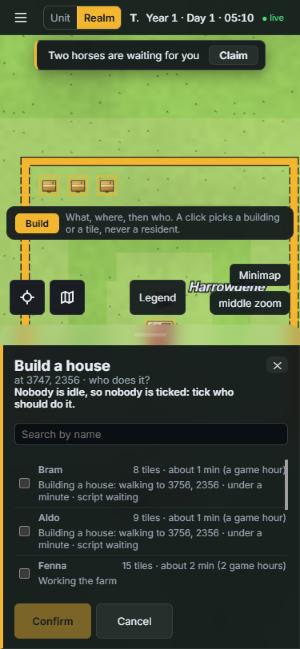 Unit Realm T. Year 1 · Day 1 · 05:10 live
Two horses are waiting for you Claim
Build What, where, then who. A click picks a building
or a tile, never a resident.
Minimap
Harrowdene
Legend
middle zoom
Build a house
at 3747, 2356 · who does it?
Nobody is idle, so nobody is ticked: tick who
should do it.
Search by name
Bram 8 tiles · about 1 min (a game hour)
Building a house: walking to 3756, 2356 · under a
minute · script waiting
Aldo 9 tiles · about 1 min (a game hour)
Building a house: walking to 3756, 2356 · under a
minute · script waiting
Fenna 15 tiles · about 2 min (2 game hours)
Working the farm
Confirm Cancel